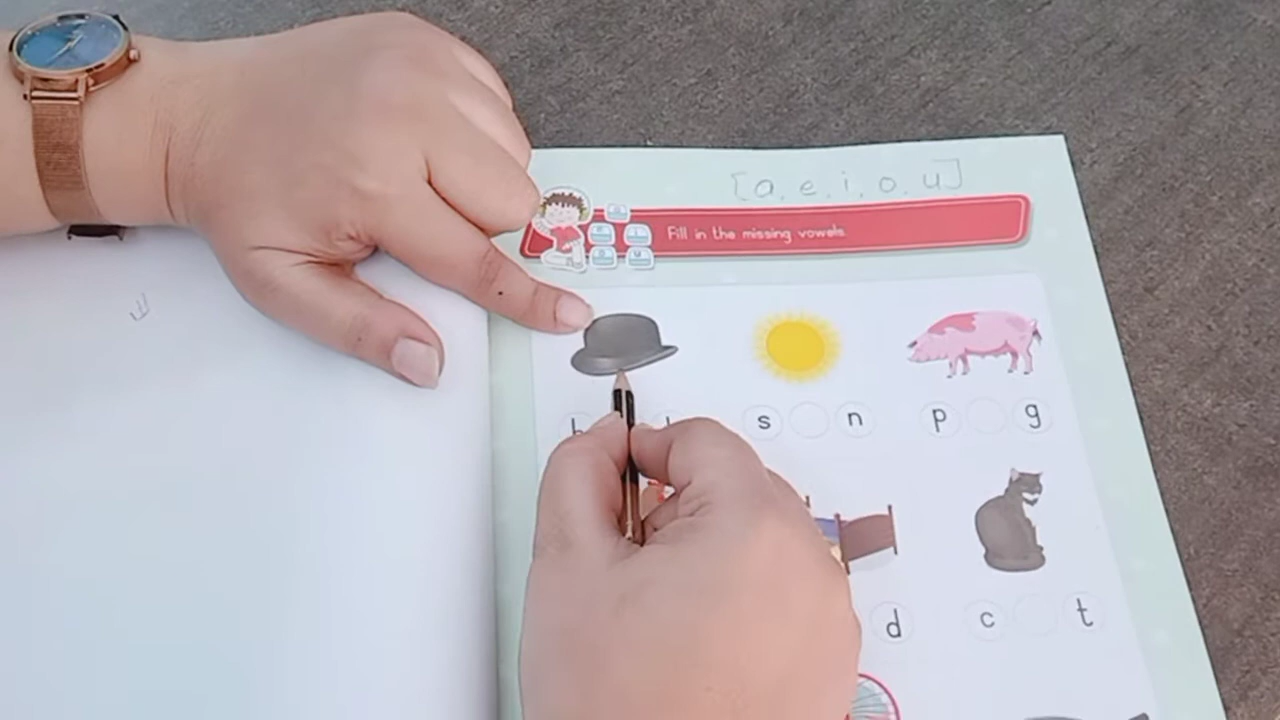 [a, e, i, o, u]
Fill in the missing vowels
h t s n p g
d c t